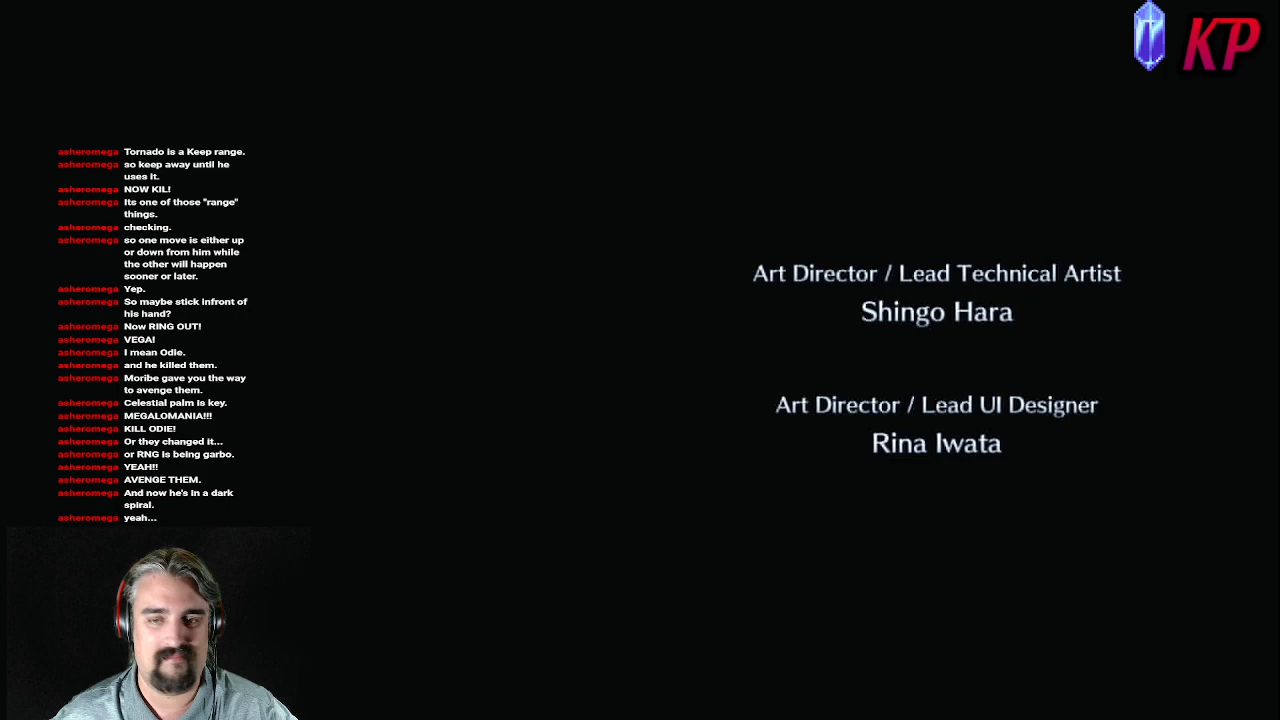 KP
asheromega Tornado is a Keep range.
asheromega so keep away until he
uses it.
asheromega NOW KIL!
asheromega Its one of those "range"
things.
asheromega checking.
asheromega so one move is either up
or down from him while
the other will happen
sooner or later.
asheromega Yep.
asheromega So maybe stick infront of
his hand?
asheromega Now RING OUT!
asheromega VEGA!
asheromega I mean Odie.
asheromega and he killed them.
asheromega Moribe gave you the way
to avenge them.
asheromega Celestial palm is key.
asheromega MEGALOMANIA!!!
asheromega KILL ODIE!
asheromega Or they changed it...
asheromega or RNG is being garbo.
asheromega YEAH!!
asheromega AVENGE THEM.
asheromega And now he's in a dark
spiral.
asheromega yeah...
Art Director / Lead Technical Artist
Shingo Hara
Art Director / Lead UI Designer
Rina Iwata